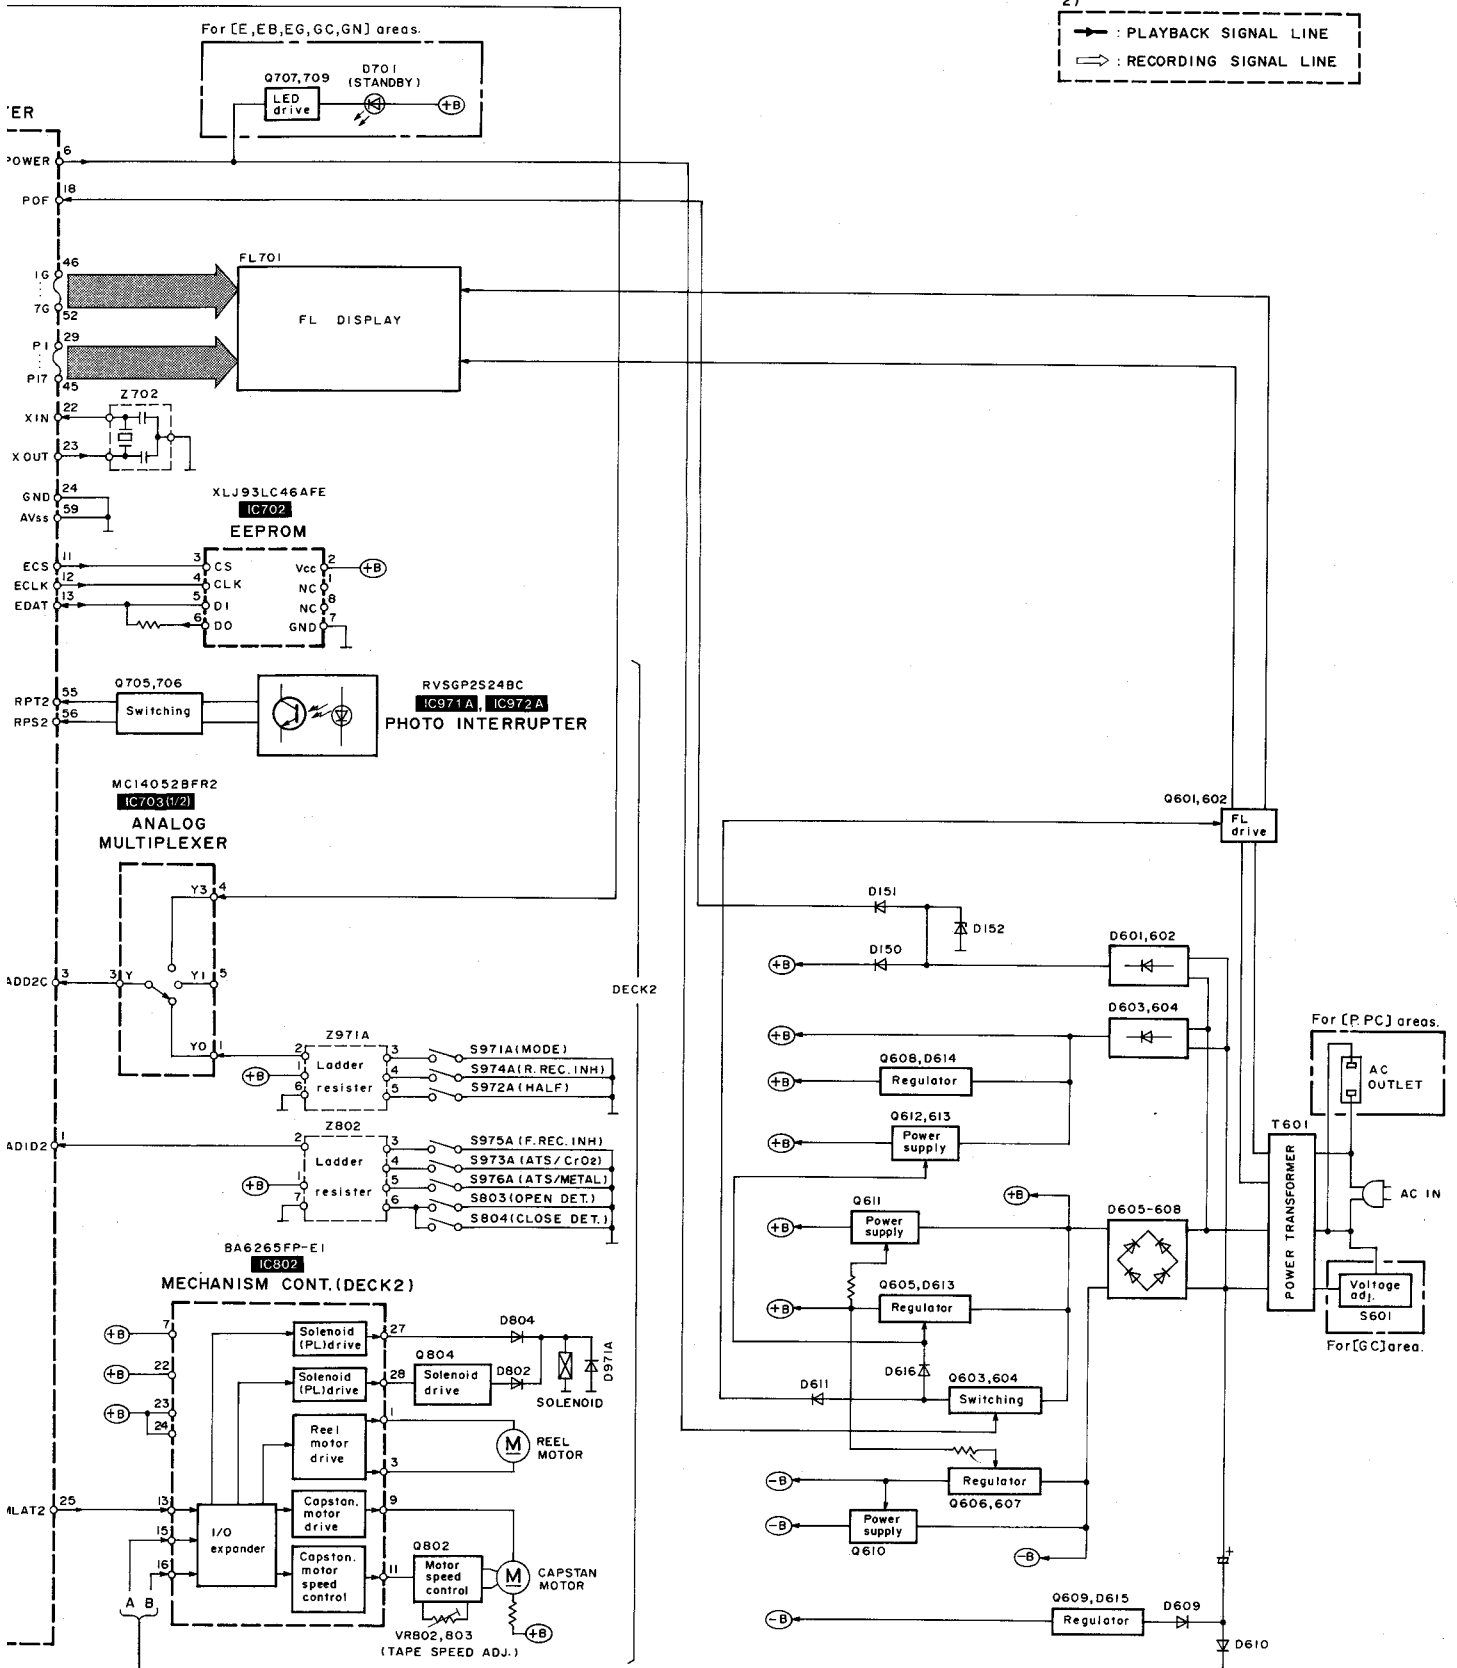 2)
: PLAYBACK SIGNAL LINE
: RECORDING SIGNAL LINE
For [E,EB,EG,GC,GN] areas.
Q707,709
LED
drive
D701
(STANDBY)
+B
POWER 6
POF 18
1G 46
7G 52
P1 29
P17 45
FL701
FL DISPLAY
Z702
XIN 22
XOUT 23
GND 24
AVss 59
XLJ93LC46AFE
IC702
EEPROM
ECS 11
ECLK 12
EDAT 13
3 CS
4 CLK
5 DI
6 DO
Vcc 2
NC 1
NC 8
GND 7
+B
RPT2 55
RPS2 56
Q705,706
Switching
RVSGP2S24BC
IC971A, IC972A
PHOTO INTERRUPTER
MC14052BFR2
IC703(1/2)
ANALOG
MULTIPLEXER
Y3 4
ADD2C 3
3 Y
Y1 5
Y0 1
DECK2
Z971A
Ladder
resister
2
1
6
+B
3 S971A(MODE)
4 S974A(R.REC.INH)
5 S972A(HALF)
ADID2 1
Z802
Ladder
resister
2
1
7
+B
3 S975A(F.REC.INH)
4 S973A(ATS/CrO2)
5 S976A(ATS/METAL)
6 S803(OPEN DET.)
S804(CLOSE DET.)
BA6265FP-E1
IC802
MECHANISM CONT.(DECK2)
+B 7
+B 22
+B 23
24
Solenoid
(PL)drive
27
D804
Solenoid
(PL)drive
28
Q804
Solenoid
drive
D802
SOLENOID
D971A
Reel
motor
drive
1
3
M
REEL
MOTOR
MLAT2 25
13
15
16
I/O
expander
A B
Capstan.
motor
drive
9
Capstan.
motor
speed
control
11
Q802
Motor
speed
control
M
CAPSTAN
MOTOR
+B
VR802,803
(TAPE SPEED ADJ.)
Q601,602
FL
drive
D151
D152
+B D150
D601,602
+B
D603,604
Q608,D614
+B Regulator
Q612,613
+B Power
supply
+B
Q611
+B Power
supply
D605-608
Q605,D613
+B Regulator
D616
D611
Q603,604
Switching
-B Regulator
Q606,607
-B Power
supply
Q610
-B
Q609,D615
-B Regulator
D609
D610
+
T601
POWER TRANSFORMER
For [P.PC] areas.
AC
OUTLET
AC IN
Voltage
adj.
S601
For[GC]area.